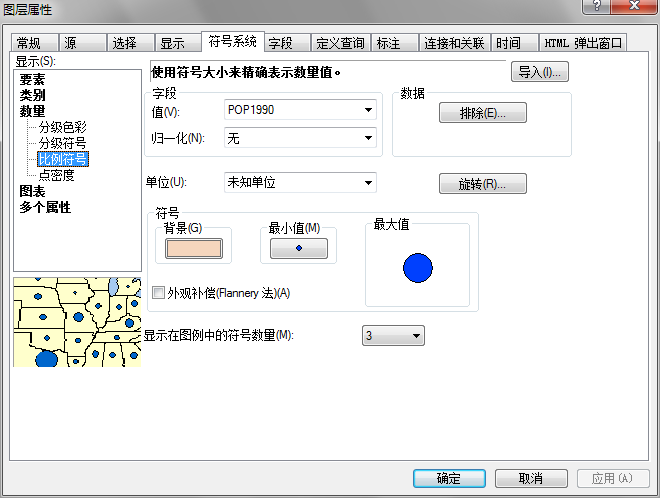 图层属性
常规 源 选择 显示 符号系统 字段 定义查询 标注 连接和关联 时间 HTML 弹出窗口
显示(S):
要素
类别
数量
分级色彩
分级符号
比例符号
点密度
图表
多个属性
使用符号大小来精确表示数量值。
导入(I)...
字段
值(V):
POP1990
归一化(N):
无
数据
排除(E)...
单位(U):
未知单位
旋转(R)...
符号
背景(G)
最小值(M)
最大值
外观补偿(Flannery 法)(A)
显示在图例中的符号数量(M):
3
确定
取消
应用(A)